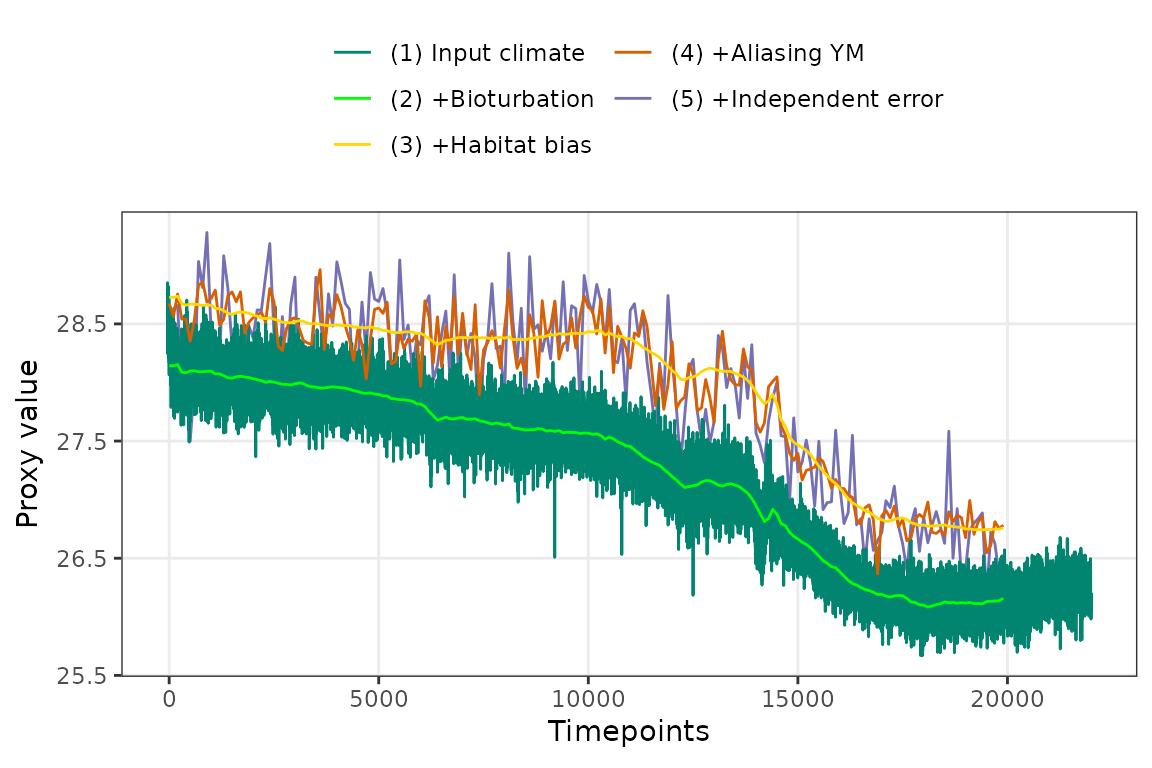 (1) Input climate (4) +Aliasing YM
(2) +Bioturbation (5) +Independent error
(3) +Habitat bias
Proxy value
28.5
27.5
26.5
25.5
0 5000 10000 15000 20000
Timepoints